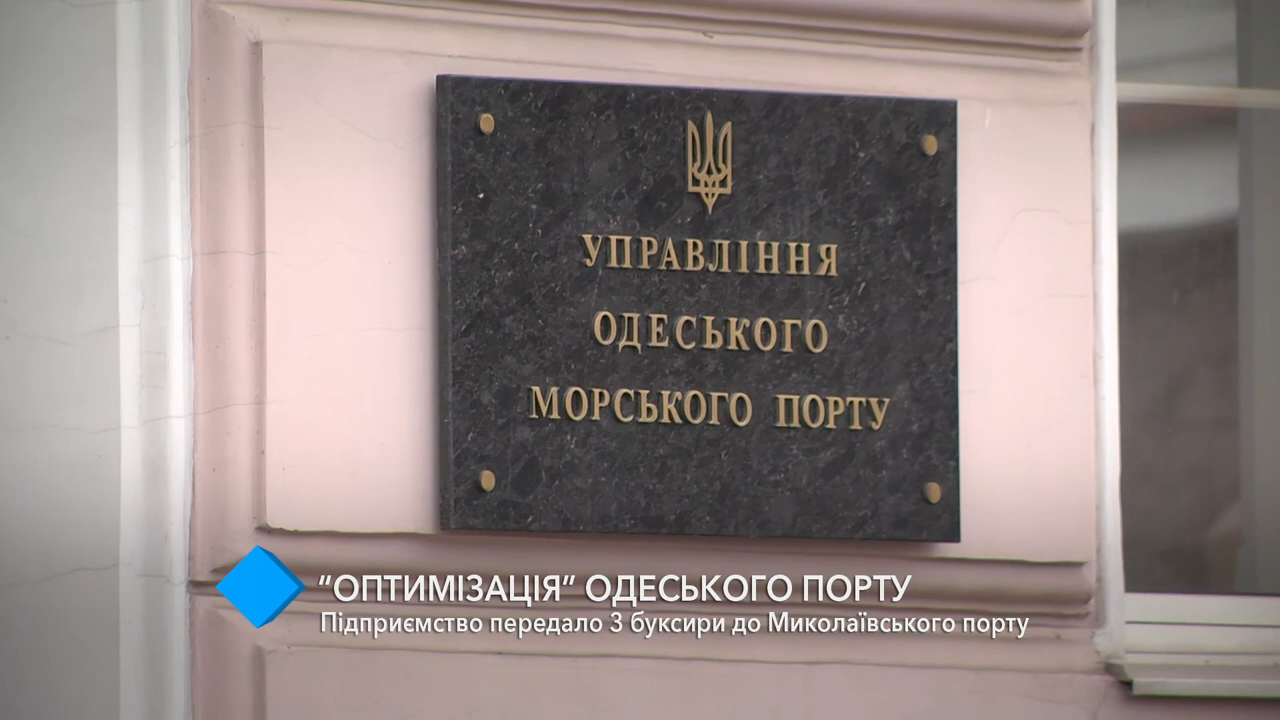 УПРАВЛІННЯ
ОДЕСЬКОГО
МОРСЬКОГО ПОРТУ
“ОПТИМІЗАЦІЯ“ ОДЕСЬКОГО ПОРТУ
Підприємство передало 3 буксири до Миколаївського порту